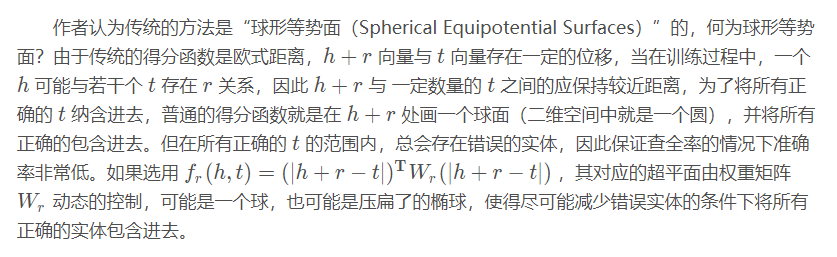 作者认为传统的方法是“球形等势面（Spherical Equipotential Surfaces）”的，何为球形等势
面？由于传统的得分函数是欧式距离，h + r 向量与 t 向量存在一定的位移，当在训练过程中，一个
h 可能与若干个 t 存在 r 关系，因此 h + r 与 一定数量的 t 之间的应保持较近距离，为了将所有正
确的 t 纳含进去，普通的得分函数就是在 h + r 处画一个球面（二维空间中就是一个圆），并将所有
正确的包含进去。但在所有正确的 t 的范围内，总会存在错误的实体，因此保证查全率的情况下准确
率非常低。如果选用 f_r(h, t) = (|h + r − t|)^T W_r(|h + r − t|) ，其对应的超平面由权重矩阵
W_r 动态的控制，可能是一个球，也可能是压扁了的椭球，使得尽可能减少错误实体的条件下将所有
正确的实体包含进去。